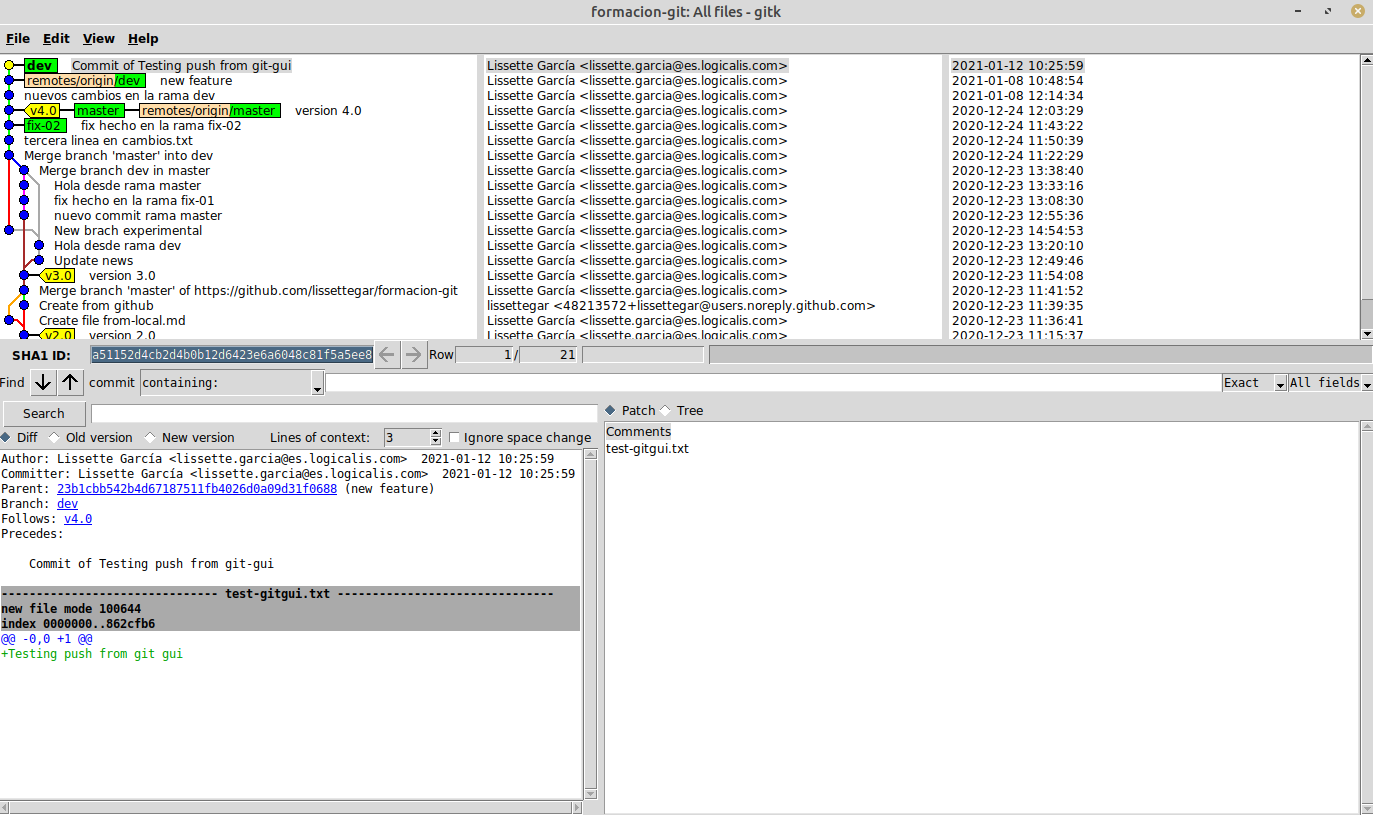 formacion-git: All files - gitk
File Edit View Help
dev Commit of Testing push from git-gui Lissette García <lissette.garcia@es.logicalis.com> 2021-01-12 10:25:59
remotes/origin/dev new feature Lissette García <lissette.garcia@es.logicalis.com> 2021-01-08 10:48:54
nuevos cambios en la rama dev Lissette García <lissette.garcia@es.logicalis.com> 2021-01-08 12:14:34
v4.0 master remotes/origin/master version 4.0 Lissette García <lissette.garcia@es.logicalis.com> 2020-12-24 12:03:29
fix-02 fix hecho en la rama fix-02 Lissette García <lissette.garcia@es.logicalis.com> 2020-12-24 11:43:22
tercera linea en cambios.txt Lissette García <lissette.garcia@es.logicalis.com> 2020-12-24 11:50:39
Merge branch 'master' into dev Lissette García <lissette.garcia@es.logicalis.com> 2020-12-24 11:22:29
Merge branch dev in master Lissette García <lissette.garcia@es.logicalis.com> 2020-12-23 13:38:40
Hola desde rama master Lissette García <lissette.garcia@es.logicalis.com> 2020-12-23 13:33:16
fix hecho en la rama fix-01 Lissette García <lissette.garcia@es.logicalis.com> 2020-12-23 13:08:30
nuevo commit rama master Lissette García <lissette.garcia@es.logicalis.com> 2020-12-23 12:55:36
New brach experimental Lissette García <lissette.garcia@es.logicalis.com> 2020-12-23 14:54:53
Hola desde rama dev Lissette García <lissette.garcia@es.logicalis.com> 2020-12-23 13:20:10
Update news Lissette García <lissette.garcia@es.logicalis.com> 2020-12-23 12:49:46
v3.0 version 3.0 Lissette García <lissette.garcia@es.logicalis.com> 2020-12-23 11:54:08
Merge branch 'master' of https://github.com/lissettegar/formacion-git Lissette García <lissette.garcia@es.logicalis.com> 2020-12-23 11:41:52
Create from github lissettegar <48213572+lissettegar@users.noreply.github.com> 2020-12-23 11:39:35
Create file from-local.md Lissette García <lissette.garcia@es.logicalis.com> 2020-12-23 11:36:41
v2.0 version 2.0 Lissette García <lissette.garcia@es.logicalis.com> 2020-12-23 11:15:37
SHA1 ID: a51152d4cb2d4b0b12d6423e6a6048c81f5a5ee8 Row 1 / 21
Find commit containing: Exact All fields
Search
Diff Old version New version Lines of context: 3 Ignore space change
Author: Lissette García <lissette.garcia@es.logicalis.com> 2021-01-12 10:25:59
Committer: Lissette García <lissette.garcia@es.logicalis.com> 2021-01-12 10:25:59
Parent: 23b1cbb542b4d67187511fb4026d0a09d31f0688 (new feature)
Branch: dev
Follows: v4.0
Precedes:
Commit of Testing push from git-gui
------------------------------ test-gitgui.txt ------------------------------
new file mode 100644
index 0000000..862cfb6
@@ -0,0 +1 @@
+Testing push from git gui
Patch Tree
Comments
test-gitgui.txt